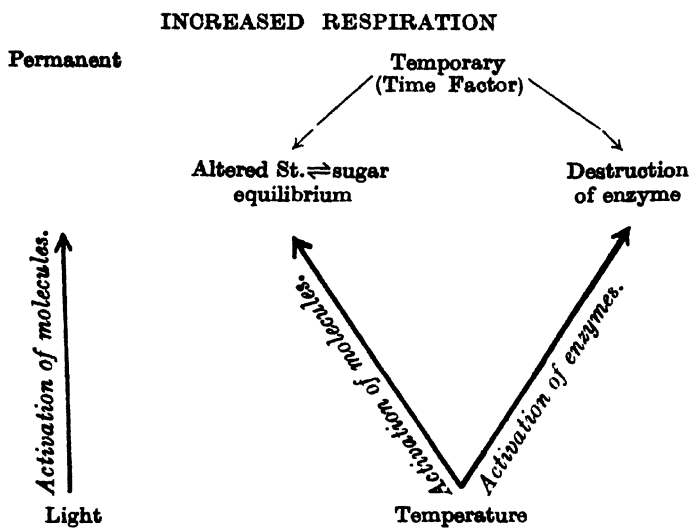 INCREASED RESPIRATION
Permanent
Temporary
(Time Factor)
Altered St.⇌sugar
equilibrium
Destruction
of enzyme
Activation of molecules.
Activation of molecules.
Activation of enzymes.
Light
Temperature